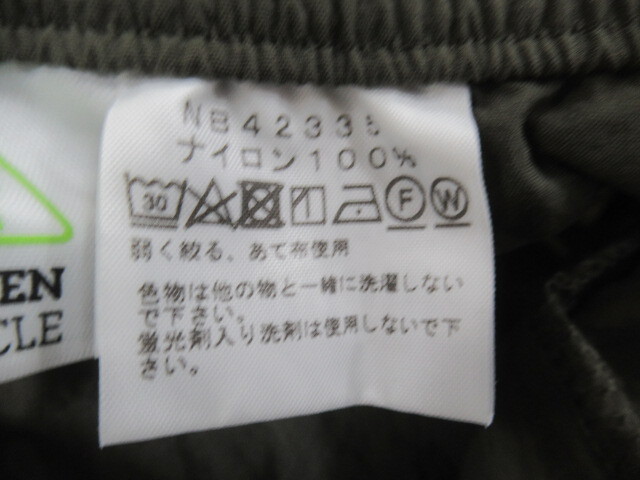 NB42335
ナイロン100%
30
F
W
弱く絞る、あて布使用
色物は他の物と一緒に洗濯しない
で下さい。
蛍光剤入り洗剤は使用しないで下
さい。
EN
CLE